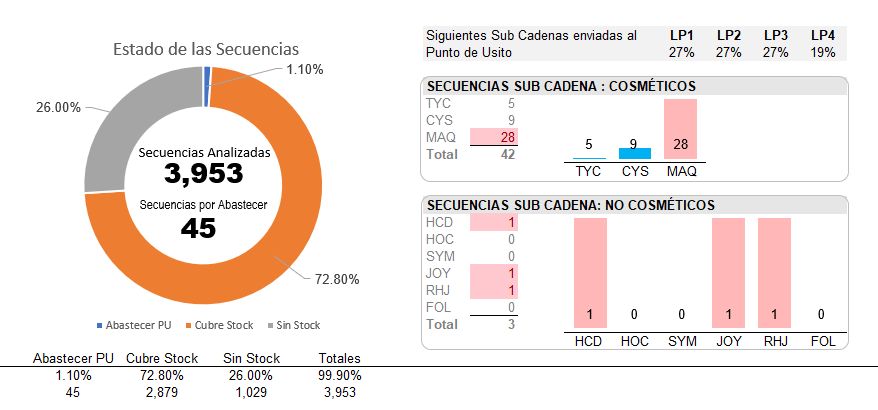 Estado de las Secuencias
1.10%
26.00%
72.80%
Secuencias Analizadas
3,953
Secuencias por Abastecer
45
Abastecer PU Cubre Stock Sin Stock
Abastecer PU Cubre Stock Sin Stock Totales
1.10% 72.80% 26.00% 99.90%
45 2,879 1,029 3,953
Siguientes Sub Cadenas enviadas al LP1 LP2 LP3 LP4
Punto de Usito 27% 27% 27% 19%
SECUENCIAS SUB CADENA : COSMÉTICOS
TYC 5
CYS 9
MAQ 28
Total 42
5 9 28
TYC CYS MAQ
SECUENCIAS SUB CADENA: NO COSMÉTICOS
HCD 1
HOC 0
SYM 0
JOY 1
RHJ 1
FOL 0
Total 3
1 0 0 1 1 0
HCD HOC SYM JOY RHJ FOL